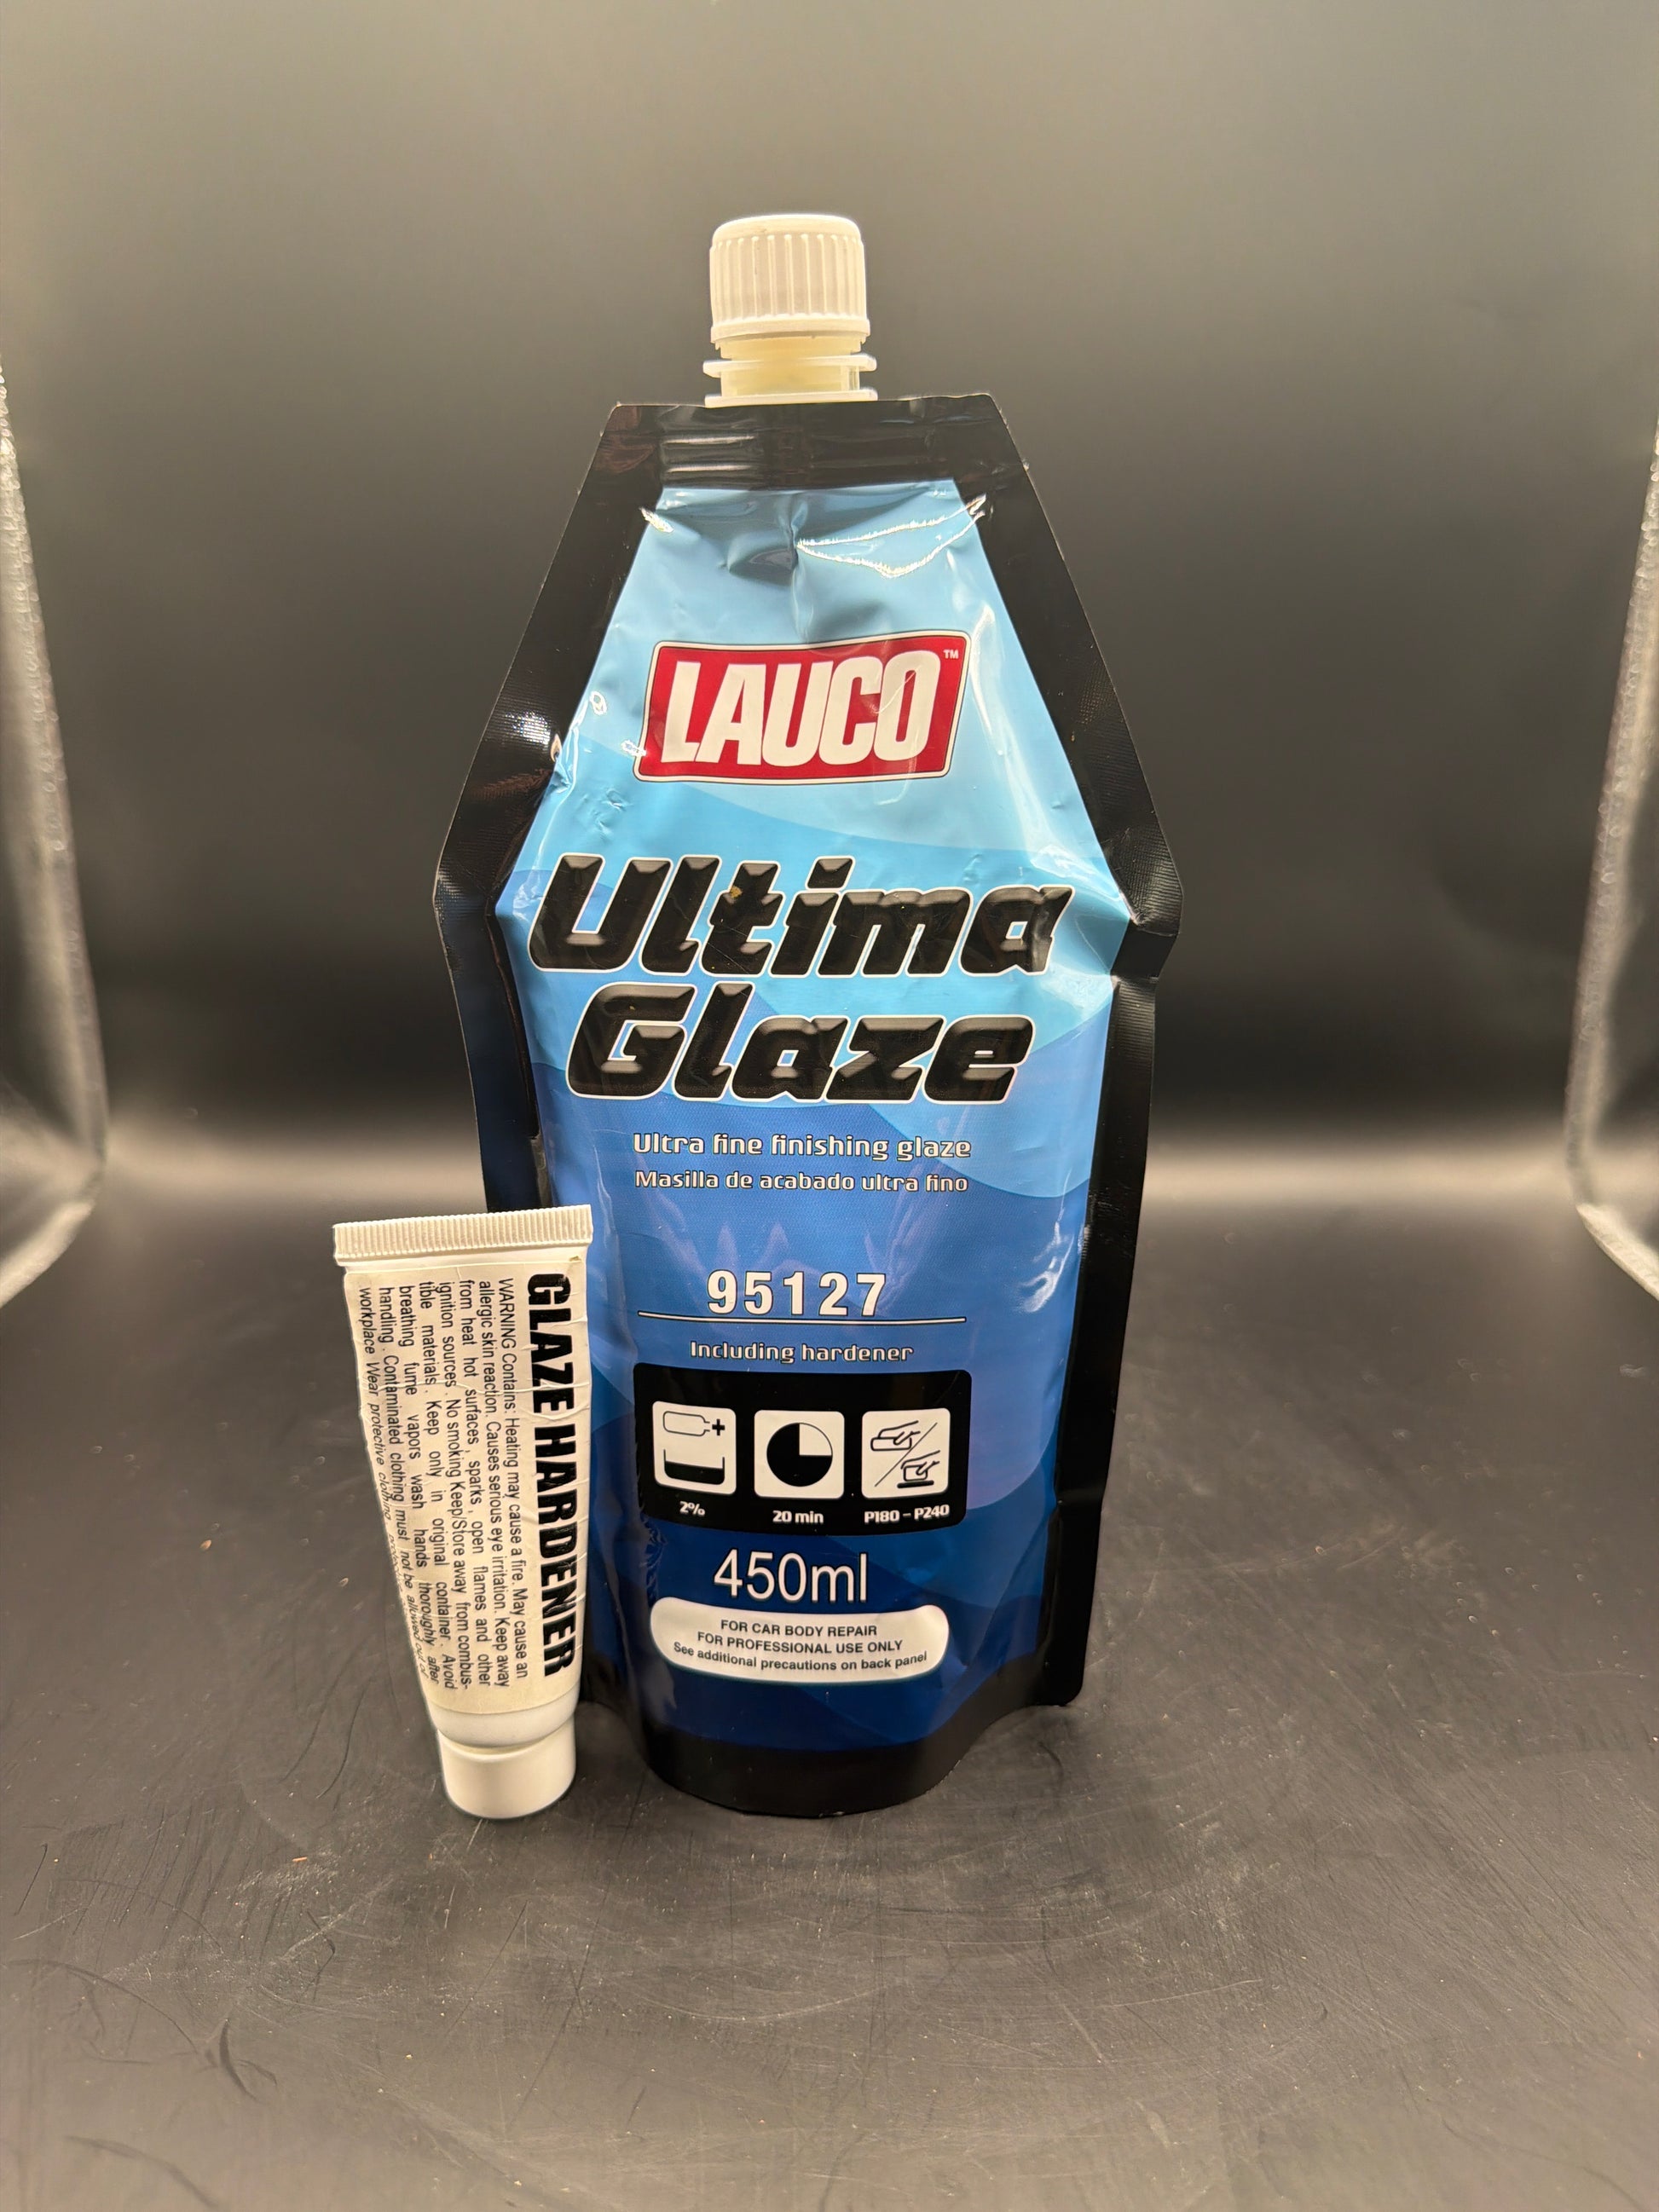 LAUCO™
Ultima
Glaze
Ultra fine finishing glaze
Masilla de acabado ultra fino
95127
Including hardener
2%
20 min
P180 - P240
450ml
FOR CAR BODY REPAIR
FOR PROFESSIONAL USE ONLY
See additional precautions on back panel
GLAZE HARDENER
WARNING Contains: Heating may cause a fire. May cause an
allergic skin reaction. Causes serious eye irritation. Keep away
from heat hot surfaces, sparks, open flames and other
ignition sources. No smoking Keep/Store away from combus-
tible materials. Keep only in original container. Avoid
breathing fume vapors wash hands thoroughly after
handling. Contaminated clothing must not be allowed out of
workplace Wear protective clothing